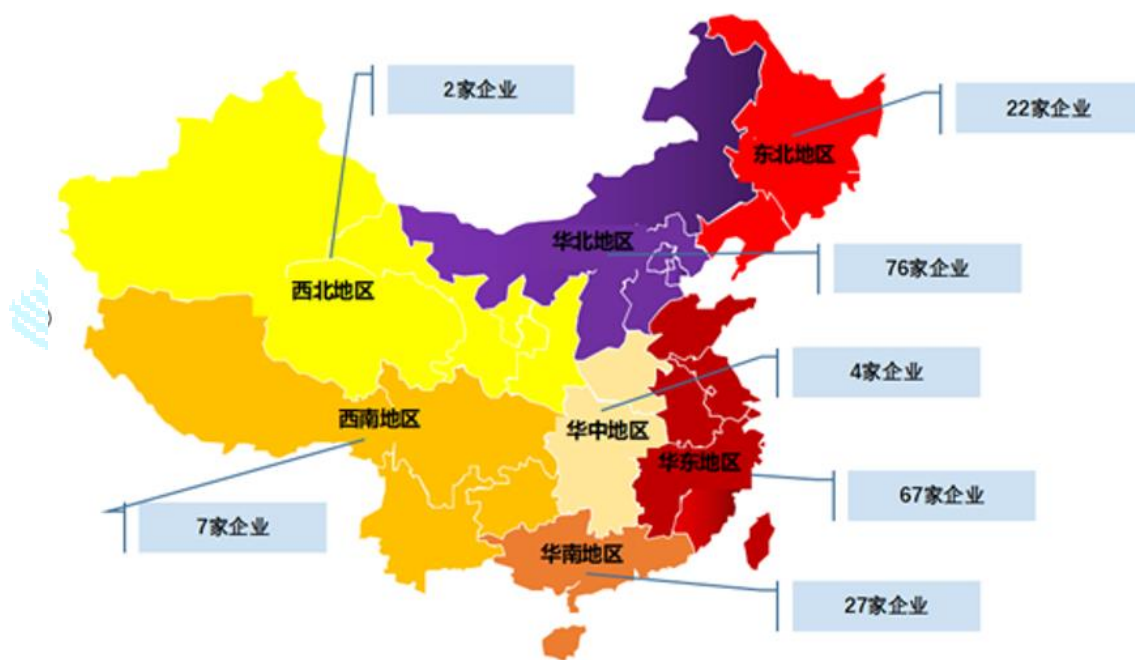 2家企业
22家企业
东北地区
华北地区
76家企业
西北地区
4家企业
西南地区
华中地区
华东地区
67家企业
7家企业
华南地区
27家企业